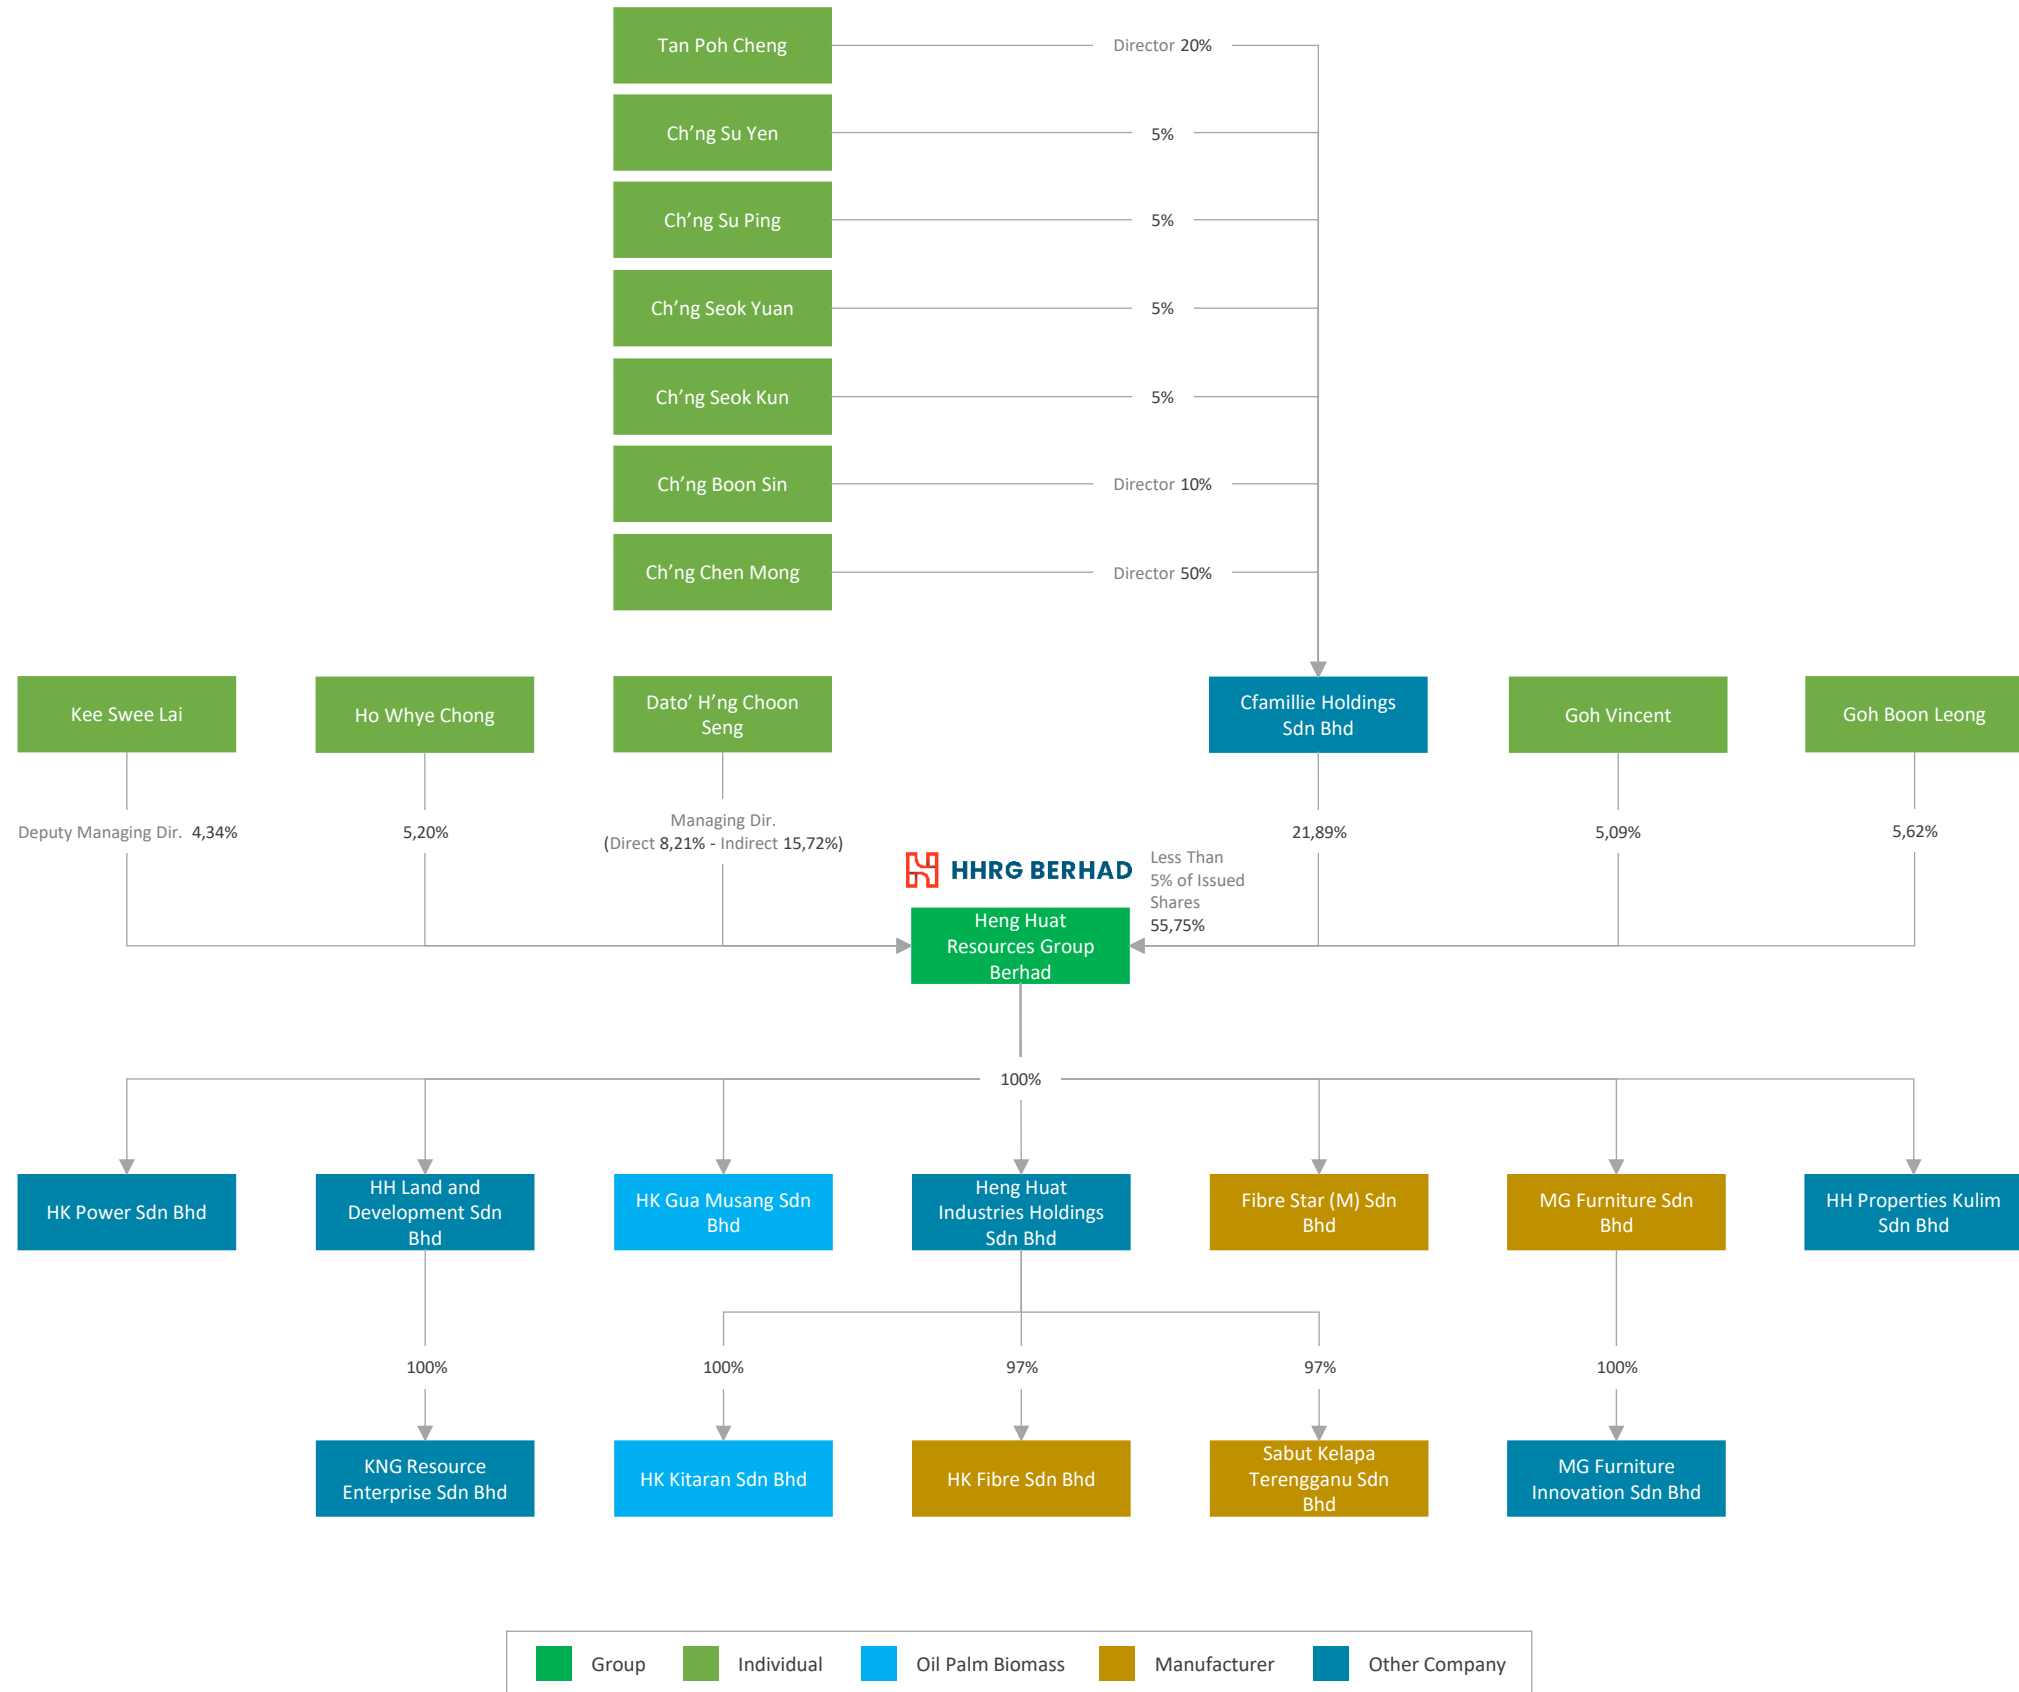 Tan Poh Cheng
Director 20%
Ch’ng Su Yen
5%
Ch’ng Su Ping
5%
Ch’ng Seok Yuan
5%
Ch’ng Seok Kun
5%
Ch’ng Boon Sin
Director 10%
Ch’ng Chen Mong
Director 50%
Kee Swee Lai
Ho Whye Chong
Dato’ H’ng Choon
Seng
Cfamillie Holdings
Sdn Bhd
Goh Vincent
Goh Boon Leong
Deputy Managing Dir. 4,34%
5,20%
Managing Dir.
(Direct 8,21% - Indirect 15,72%)
21,89%
5,09%
5,62%
HHRG BERHAD
Less Than
5% of Issued
Shares
55,75%
Heng Huat
Resources Group
Berhad
100%
HK Power Sdn Bhd
HH Land and
Development Sdn
Bhd
HK Gua Musang Sdn
Bhd
Heng Huat
Industries Holdings
Sdn Bhd
Fibre Star (M) Sdn
Bhd
MG Furniture Sdn
Bhd
HH Properties Kulim
Sdn Bhd
100%
100%
97%
97%
100%
KNG Resource
Enterprise Sdn Bhd
HK Kitaran Sdn Bhd
HK Fibre Sdn Bhd
Sabut Kelapa
Terengganu Sdn
Bhd
MG Furniture
Innovation Sdn Bhd
Group
Individual
Oil Palm Biomass
Manufacturer
Other Company